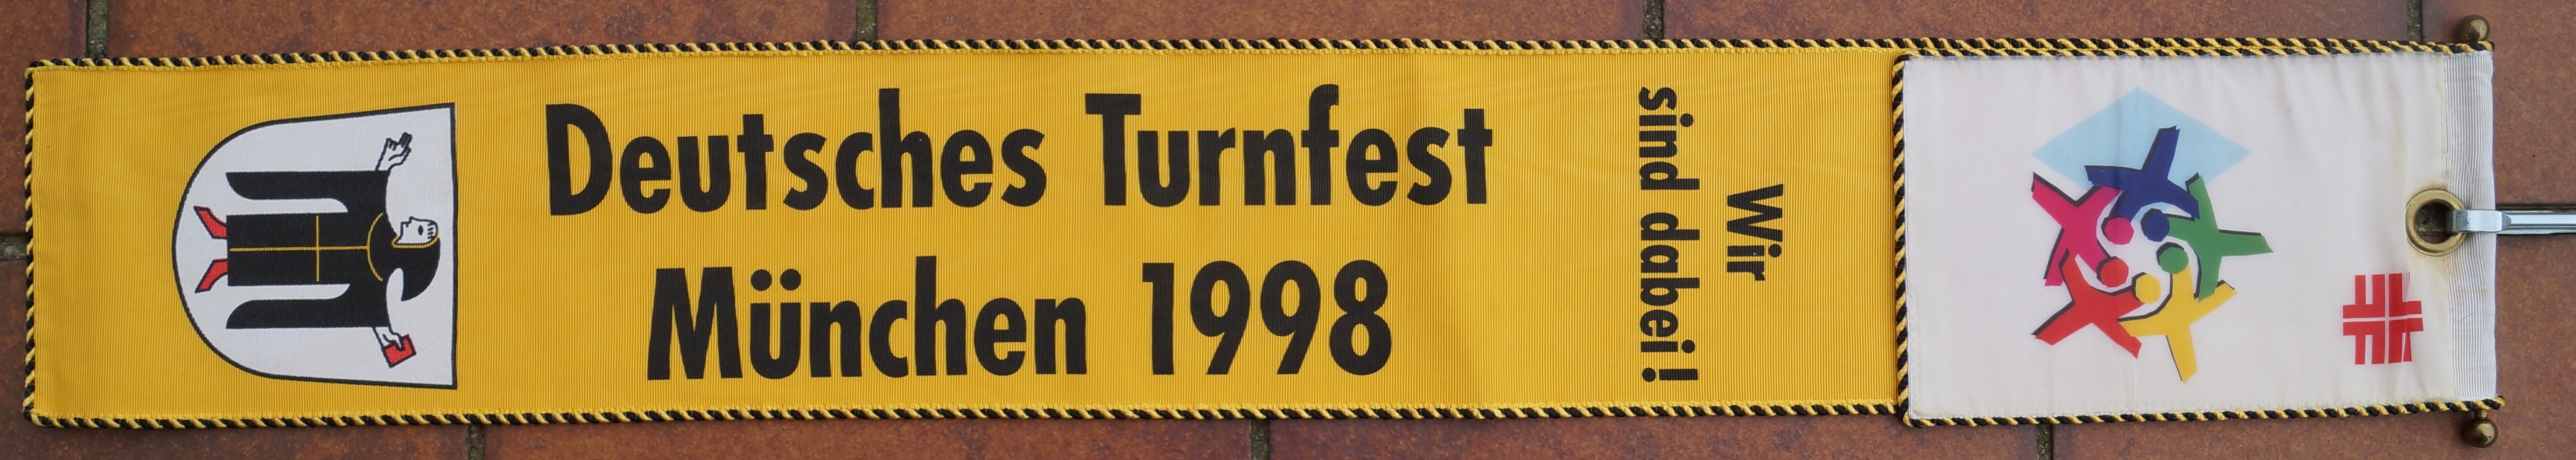 Deutsches Turnfest
München 1998
Wir
sind dabei!